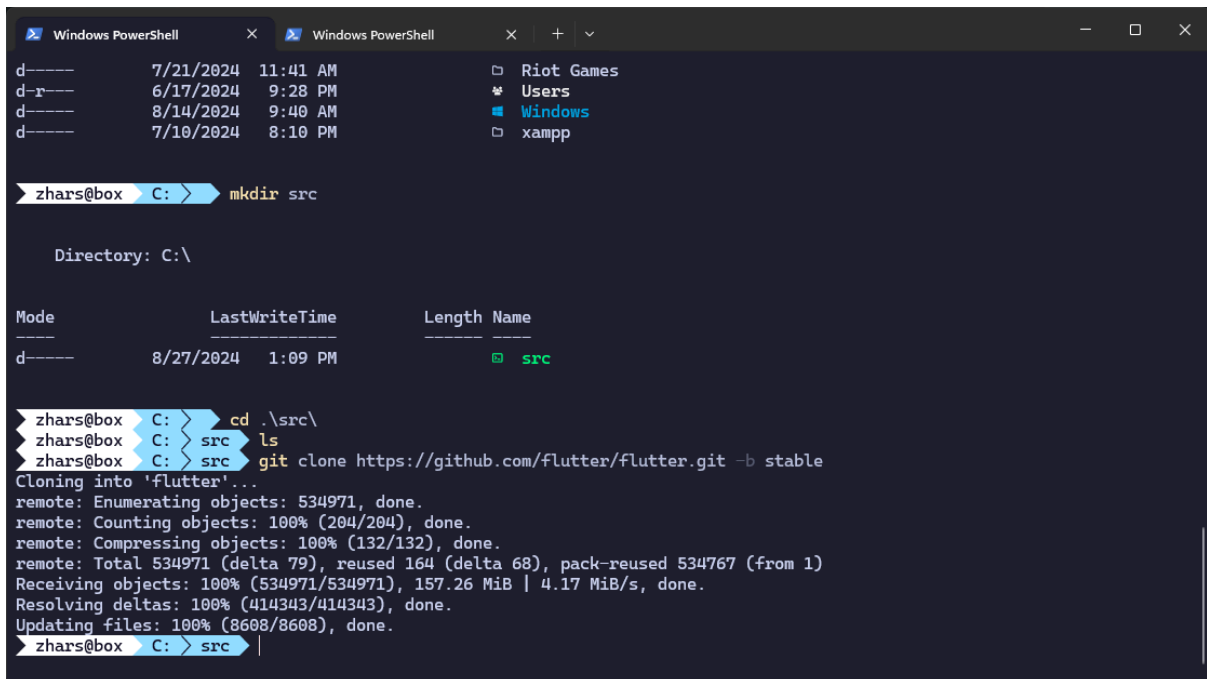 Windows PowerShell Windows PowerShell
d----- 7/21/2024 11:41 AM Riot Games
d-r--- 6/17/2024 9:28 PM Users
d----- 8/14/2024 9:40 AM Windows
d----- 7/10/2024 8:10 PM xampp
zhars@box C: mkdir src
Directory: C:\
Mode LastWriteTime Length Name
---- ------------- ------ ----
d----- 8/27/2024 1:09 PM src
zhars@box C: cd .\src\
zhars@box C: src ls
zhars@box C: src git clone https://github.com/flutter/flutter.git -b stable
Cloning into 'flutter'...
remote: Enumerating objects: 534971, done.
remote: Counting objects: 100% (204/204), done.
remote: Compressing objects: 100% (132/132), done.
remote: Total 534971 (delta 79), reused 164 (delta 68), pack-reused 534767 (from 1)
Receiving objects: 100% (534971/534971), 157.26 MiB | 4.17 MiB/s, done.
Resolving deltas: 100% (414343/414343), done.
Updating files: 100% (8608/8608), done.
zhars@box C: src